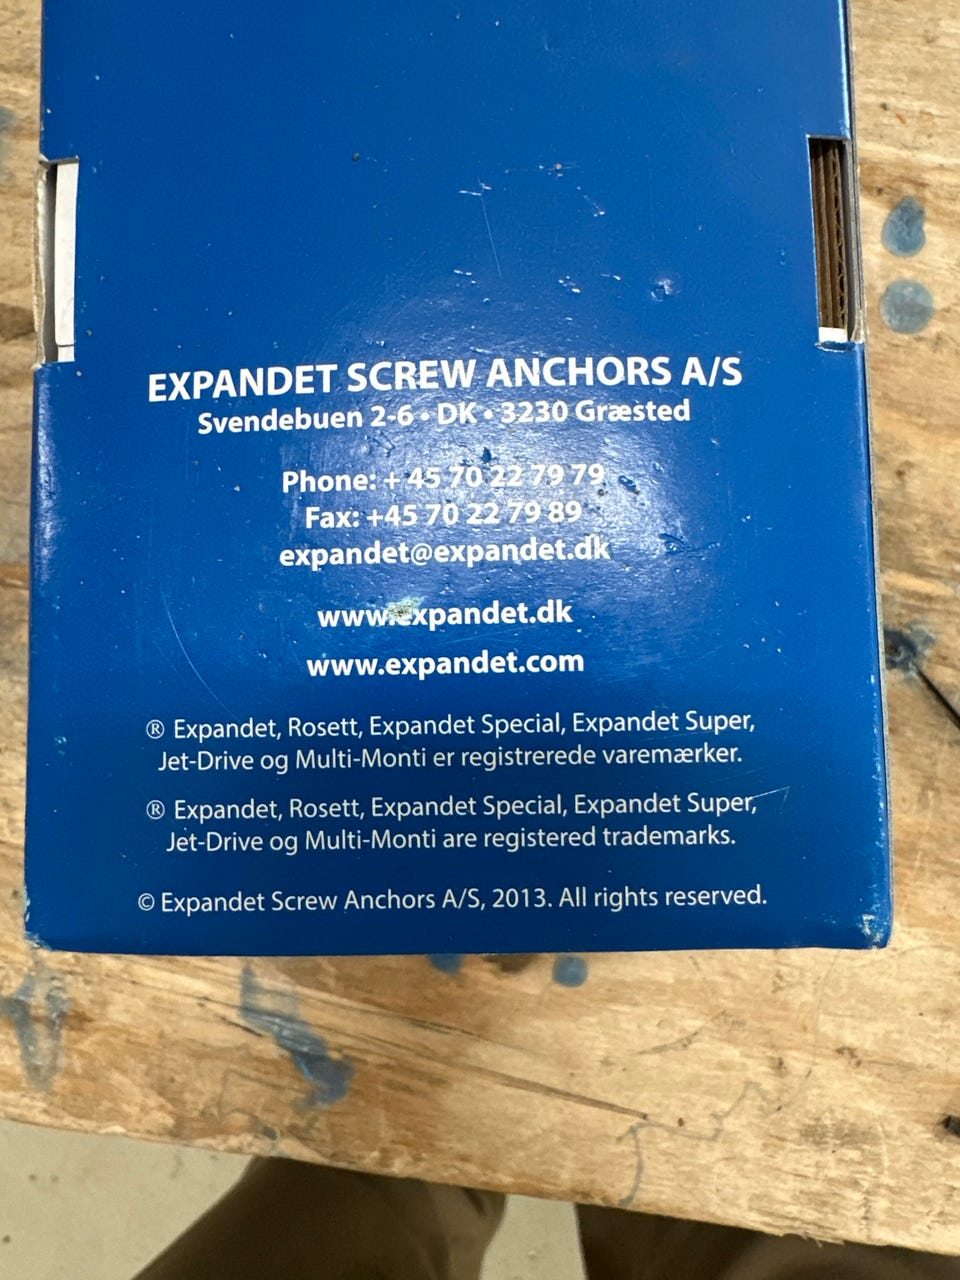 EXPANDET SCREW ANCHORS A/S
Svendebuen 2-6 • DK • 3230 Græsted
Phone: + 45 70 22 79 79
Fax: +45 70 22 79 89
expandet@expandet.dk
www.expandet.dk
www.expandet.com
® Expandet, Rosett, Expandet Special, Expandet Super,
Jet-Drive og Multi-Monti er registrerede varemærker.
® Expandet, Rosett, Expandet Special, Expandet Super,
Jet-Drive og Multi-Monti are registered trademarks.
© Expandet Screw Anchors A/S, 2013. All rights reserved.